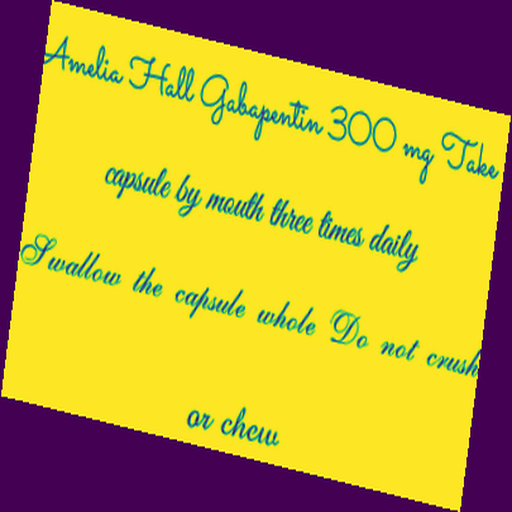 Amelia Hall Gabapentin 300 mg Take
capsule by mouth three times daily
Swallow the capsule whole Do not crush
or chew